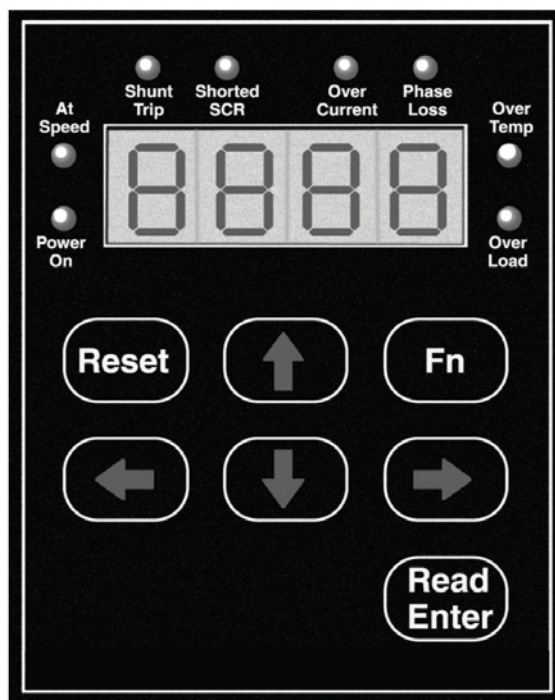 Shunt
Trip
Shorted
SCR
Over
Current
Phase
Loss
At
Speed
Over
Temp
8888
Power
On
Over
Load
Reset
Fn
Read
Enter